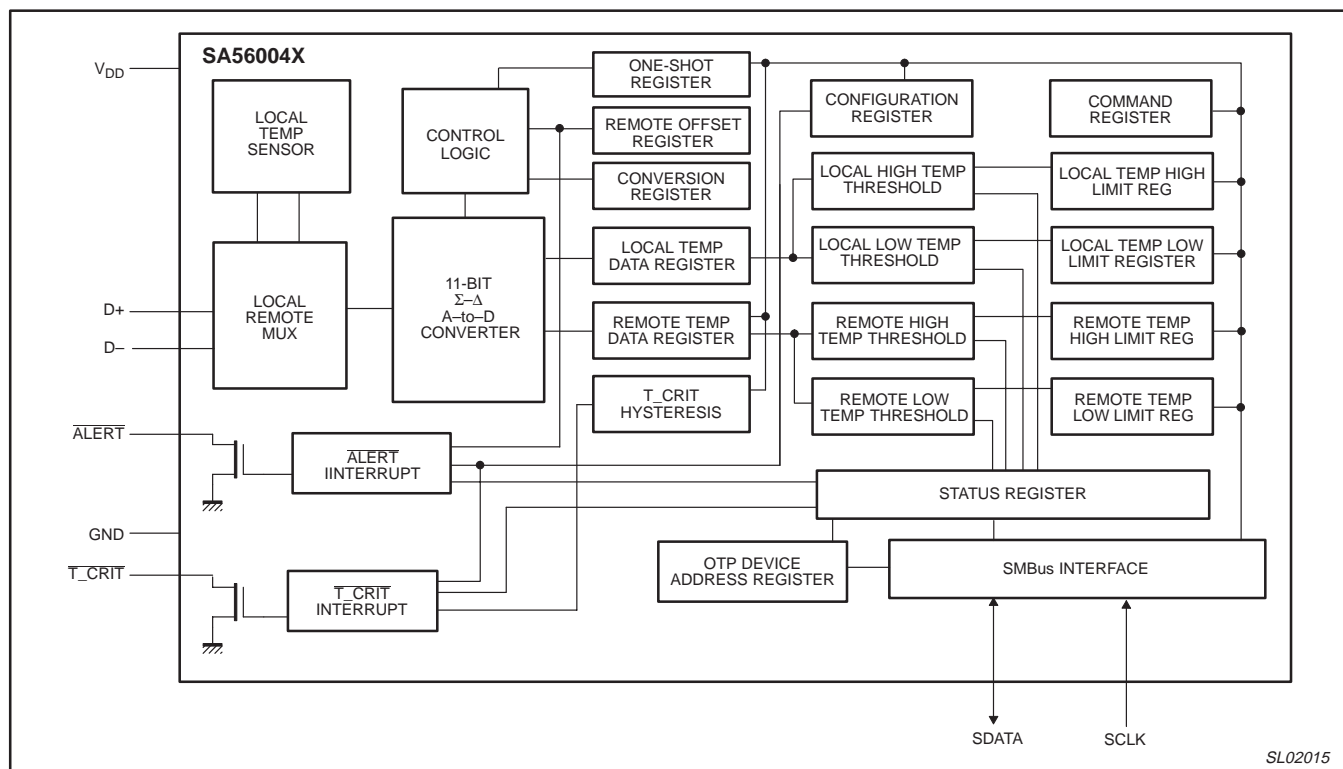 SA56004X
VDD
LOCAL
TEMP
SENSOR
CONTROL
LOGIC
ONE-SHOT
REGISTER
REMOTE OFFSET
REGISTER
CONVERSION
REGISTER
CONFIGURATION
REGISTER
COMMAND
REGISTER
LOCAL HIGH TEMP
THRESHOLD
LOCAL TEMP HIGH
LIMIT REG
LOCAL
REMOTE
MUX
11-BIT
Σ–Δ
A–to–D
CONVERTER
LOCAL TEMP
DATA REGISTER
LOCAL LOW TEMP
THRESHOLD
LOCAL TEMP LOW
LIMIT REGISTER
D+
D–
REMOTE TEMP
DATA REGISTER
REMOTE HIGH
TEMP THRESHOLD
REMOTE TEMP
HIGH LIMIT REG
T_CRIT
HYSTERESIS
REMOTE LOW
TEMP THRESHOLD
REMOTE TEMP
LOW LIMIT REG
ALERT
ALERT
IINTERRUPT
STATUS REGISTER
GND
T_CRIT
T_CRIT
INTERRUPT
OTP DEVICE
ADDRESS REGISTER
SMBus INTERFACE
SDATA
SCLK
SL02015